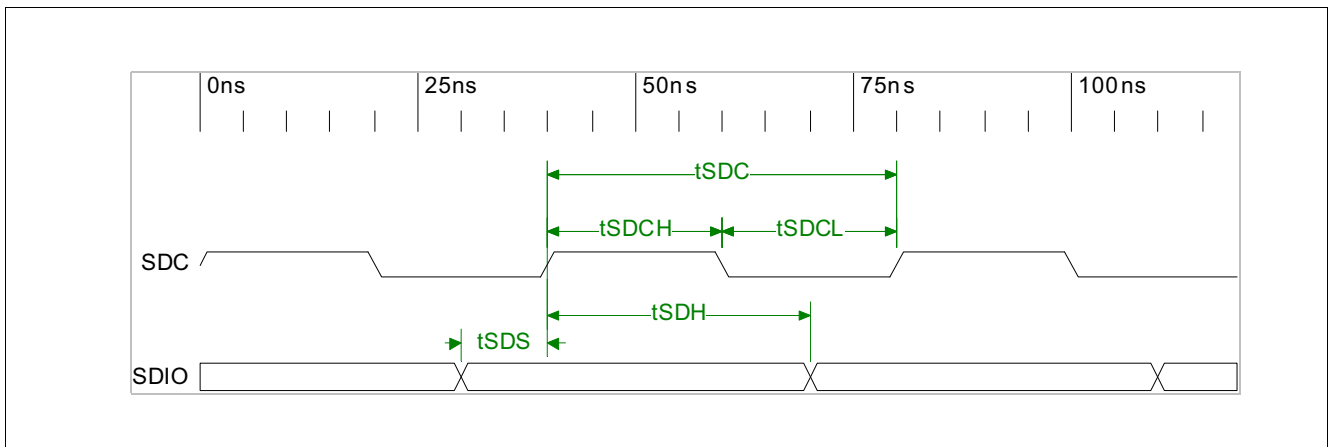 0ns 25ns 50ns 75ns 100ns
tSDC
tSDCH tSDCL
SDC
tSDH
tSDS
SDIO